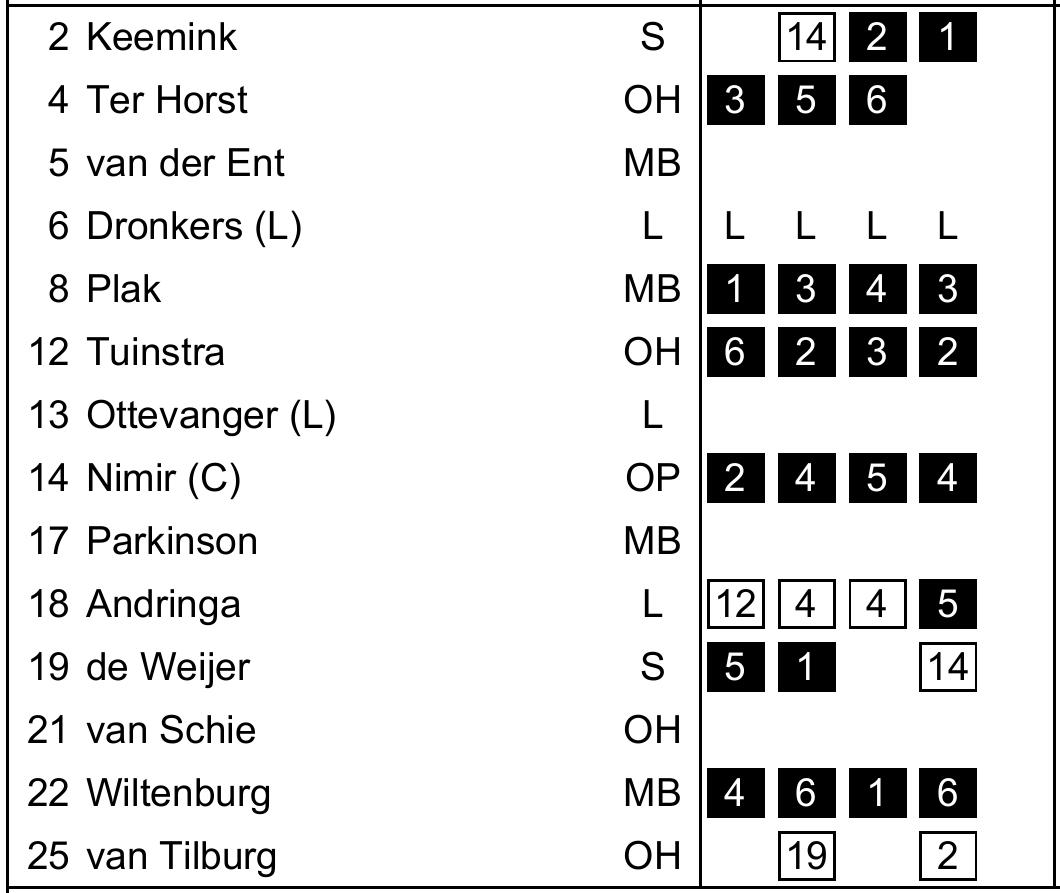 2 Keemink S 14 2 1
4 Ter Horst OH 3 5 6
5 van der Ent MB
6 Dronkers (L) L L L L L
8 Plak MB 1 3 4 3
12 Tuinstra OH 6 2 3 2
13 Ottevanger (L) L
14 Nimir (C) OP 2 4 5 4
17 Parkinson MB
18 Andringa L 12 4 4 5
19 de Weijer S 5 1 14
21 van Schie OH
22 Wiltenburg MB 4 6 1 6
25 van Tilburg OH 19 2